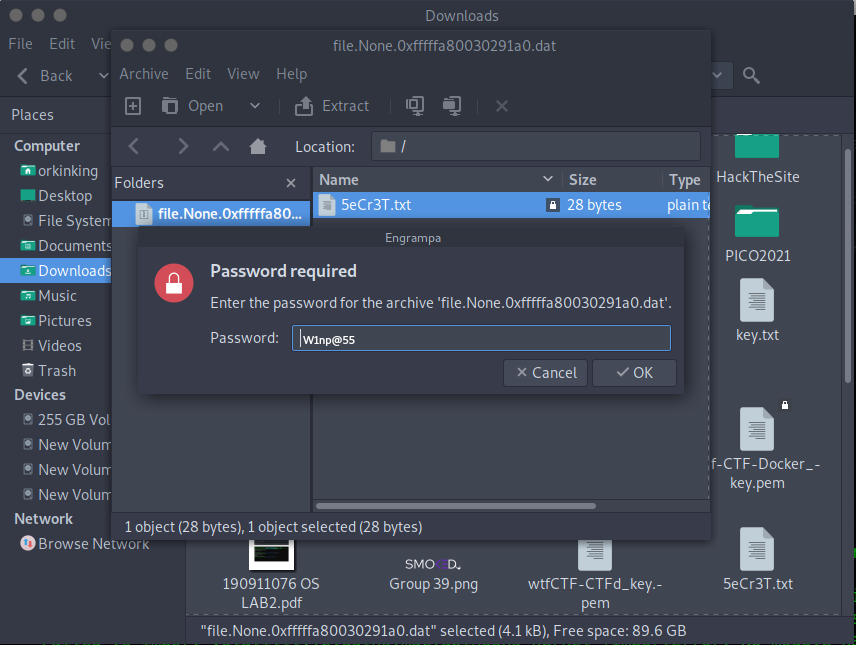 Downloads
File Edit Vie
Back
Places
Computer
orkinking
Desktop
File System
Documents
Downloads
Music
Pictures
Videos
Trash
Devices
255 GB Vol
New Volum
New Volum
New Volum
Network
Browse Network
file.None.0xfffffa80030291a0.dat
Archive Edit View Help
Open Extract
Location: /
Folders
file.None.0xfffffa80...
Name Size Type
5eCr3T.txt 28 bytes plain te
Engrampa
Password required
Enter the password for the archive 'file.None.0xfffffa80030291a0.dat'.
Password: W1np@55
Cancel OK
1 object (28 bytes), 1 object selected (28 bytes)
HackTheSite
PICO2021
key.txt
f-CTF-Docker_-
key.pem
190911076 OS
LAB2.pdf
Group 39.png
wtfCTF-CTFd_key.-
pem
5eCr3T.txt
"file.None.0xfffffa80030291a0.dat" selected (4.1 kB), Free space: 89.6 GB